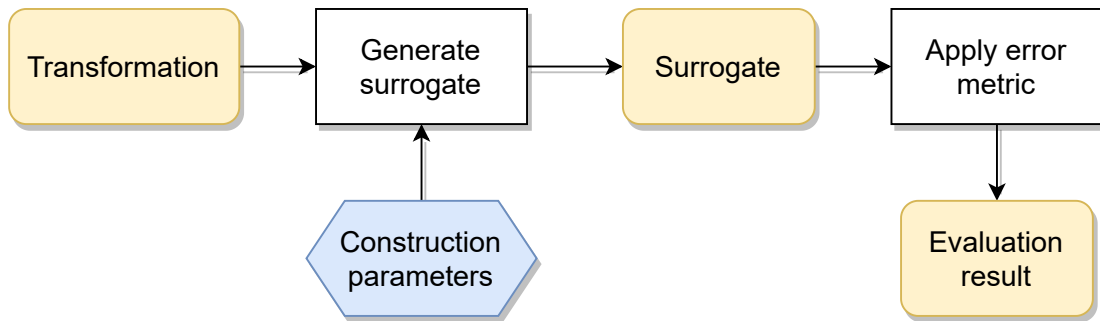 Transformation
Generate
surrogate
Surrogate
Apply error
metric
Construction
parameters
Evaluation
result